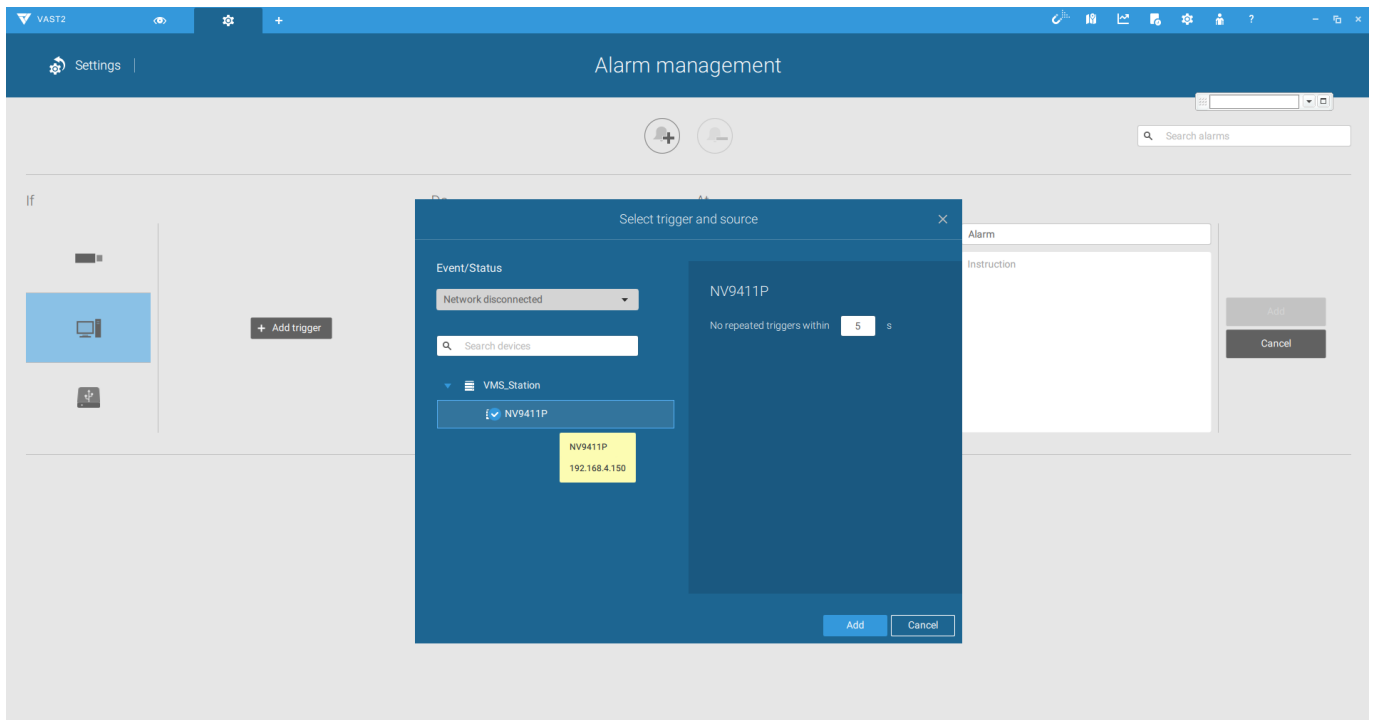 VAST2
+
?
Settings
Alarm management
Search alarms
If
Do
At
Select trigger and source
Alarm
Instruction
Event/Status
Network disconnected
NV9411P
No repeated triggers within 5 s
+ Add trigger
Search devices
VMS_Station
NV9411P
NV9411P
192.168.4.150
Add
Cancel
Add
Cancel